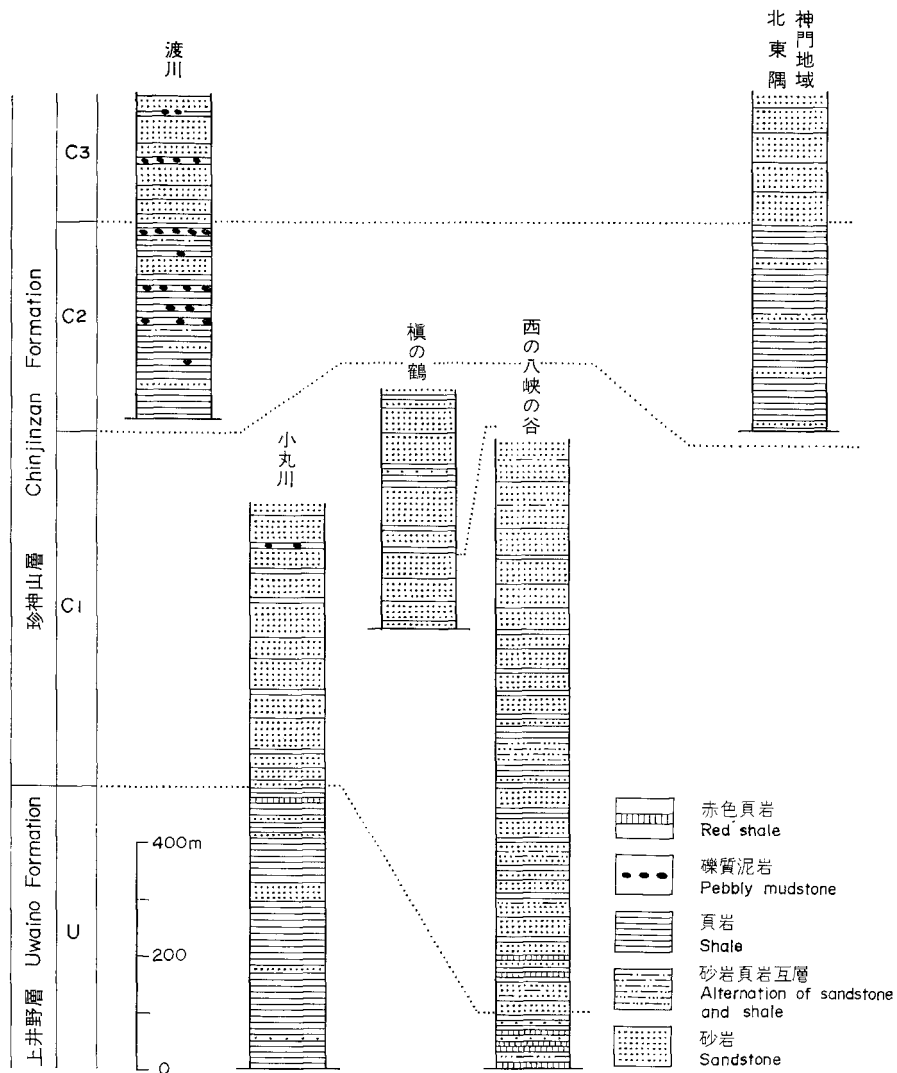 渡川
神門地域
北東隅
C3
C2
C1
U
珍神山層 Chinjinzan Formation
上井野層 Uwaino Formation
槇の鶴
西の八峡の谷
小丸川
400m
200
0
赤色頁岩
Red shale
礫質泥岩
Pebbly mudstone
頁岩
Shale
砂岩頁岩互層
Alternation of sandstone
and shale
砂岩
Sandstone